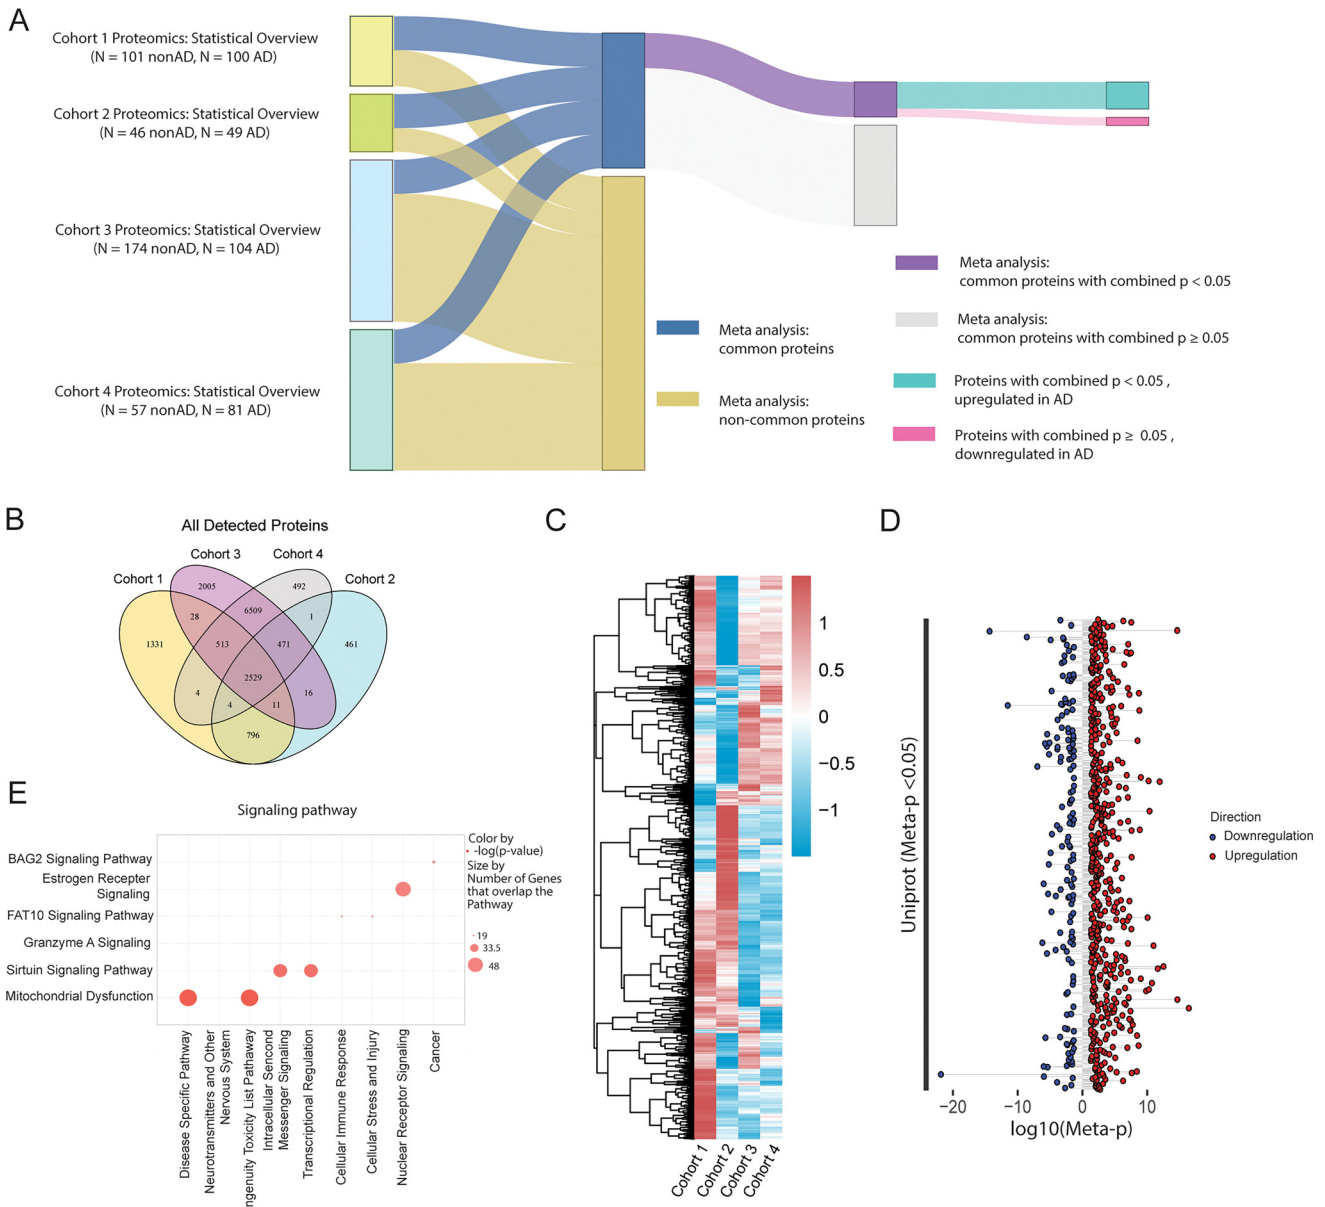 A
Cohort 1 Proteomics: Statistical Overview
(N = 101 nonAD, N = 100 AD)
Cohort 2 Proteomics: Statistical Overview
(N = 46 nonAD, N = 49 AD)
Cohort 3 Proteomics: Statistical Overview
(N = 174 nonAD, N = 104 AD)
Cohort 4 Proteomics: Statistical Overview
(N = 57 nonAD, N = 81 AD)
Meta analysis:
common proteins
Meta analysis:
non-common proteins
Meta analysis:
common proteins with combined p < 0.05
Meta analysis:
common proteins with combined p ≥ 0.05
Proteins with combined p < 0.05 ,
upregulated in AD
Proteins with combined p ≥ 0.05 ,
downregulated in AD
B
All Detected Proteins
Cohort 3
Cohort 4
Cohort 1
Cohort 2
2005
492
28
6509
1
1331
513
471
461
2529
4
16
4
11
796
C
1
0.5
0
−0.5
−1
Cohort 1
Cohort 2
Cohort 3
Cohort 4
D
Uniprot (Meta-p <0.05)
−20
−10
0
10
log10(Meta-p)
Direction
Downregulation
Upregulation
E
Signaling pathway
BAG2 Signaling Pathway
Estrogen Recepter
Signaling
FAT10 Signaling Pathway
Granzyme A Signaling
Sirtuin Signaling Pathway
Mitochondrial Dysfunction
Color by
-log(p-value)
Size by
Number of Genes
that overlap the
Pathway
19
33.5
48
Disease Specific Pathway
Neurotransmitters and Other
Nervous System
ngenuity Toxicity List Pathaway
Intracellular Sencond
Messenger Signaling
Transcriptional Regulation
Cellular Immune Response
Cellular Stress and Injury
Nuclear Receptor Signaling
Cancer